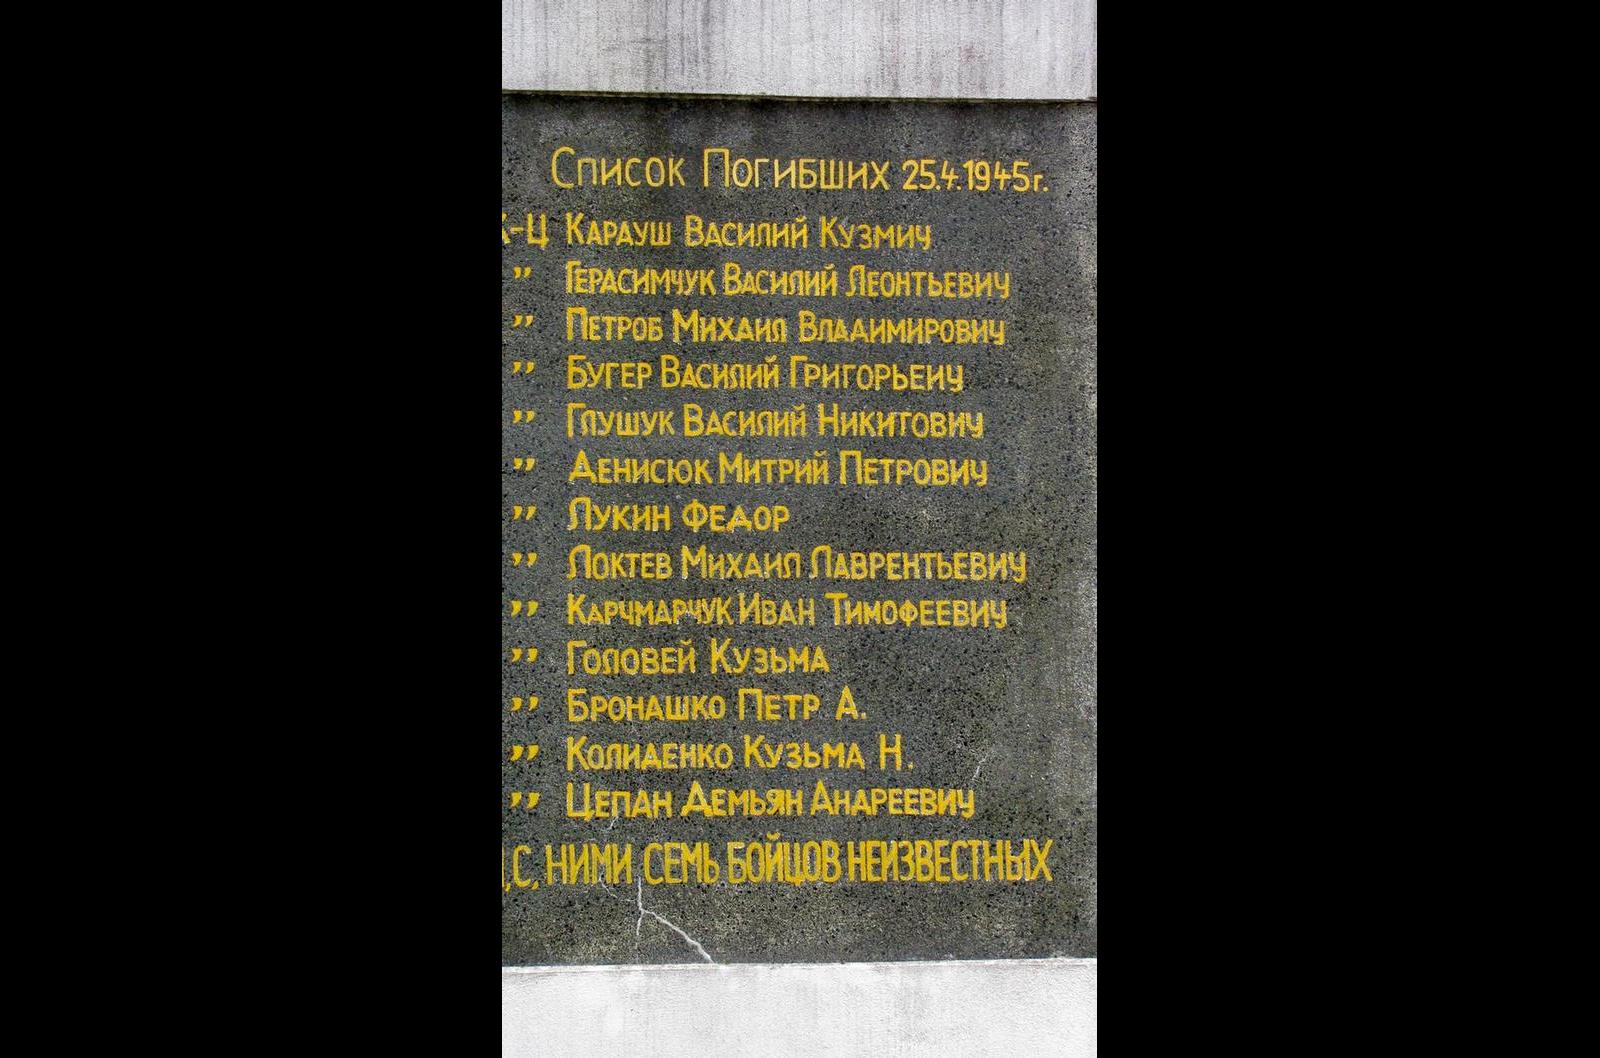 Список Погибших 25.4.1945г.
К-Ц Карауш Василий Кузмич
" Герасимчук Василий Леонтьевич
" Петроб Михаил Владимирович
" Бугер Василий Григорьеич
" Глушук Василий Никитович
" Денисюк Митрий Петрович
" Лукин Федор
" Локтев Михаил Лаврентьевич
" Карчмарчук Иван Тимофеевич
" Головей Кузьма
" Бронашко Петр А.
" Колиденко Кузьма Н.
" Цепан Демьян Андреевич
,С, НИМИ СЕМЬ БОЙЦОВ НЕИЗВЕСТНЫХ